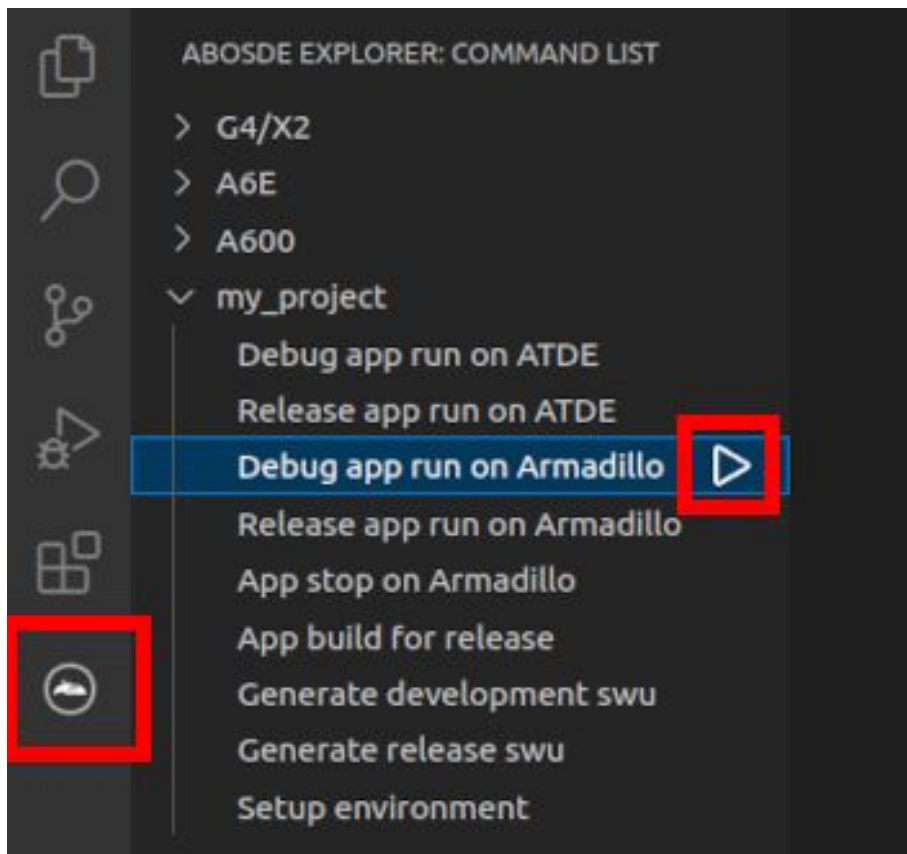 ABOSDE EXPLORER: COMMAND LIST
G4/X2
A6E
A600
my_project
Debug app run on ATDE
Release app run on ATDE
Debug app run on Armadillo
Release app run on Armadillo
App stop on Armadillo
App build for release
Generate development swu
Generate release swu
Setup environment